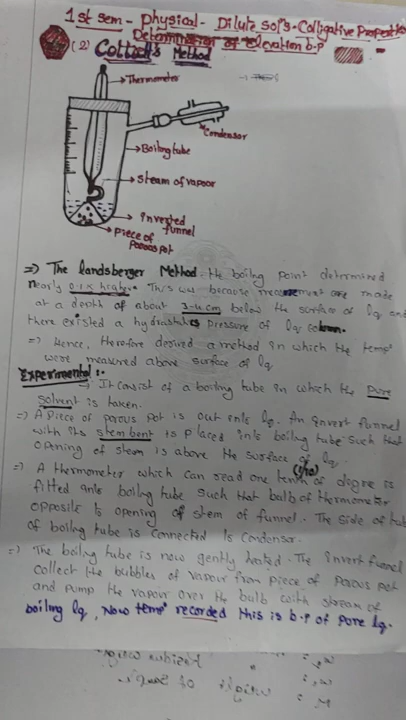 1st sem - physical - Dilute Sol's - Colligative Properties
Determination of Elevation b.p
(2) Cottrell's Method
Thermometer
Condensor
Boiling tube
Steam of vapour
Inverted
funnel
Piece of
Porous pot
=> The landsberger Method. He boiling point determined
nearly 0.1k higher. This was because measurement are made
at a depth of about 3-4 cm below the surface of lq and
there existed a hydrostatic pressure of lq column.
=> Hence, therefore desired a method in which the temp
were measured above surface of lq.
Experimental :-
→ It consist of a boiling tube in which the pure
solvent is taken.
=> A piece of porous pot is out into lq. An invert funnel
with its stem bent is placed into boiling tube such that
opening of steam is above the surface of lq.
=> A thermometer which can read one tenth (1/10) of degree is
fitted into boiling tube such that bulb of thermometer
opposite to opening of stem of funnel. The side of tube
of boiling tube is connected to Condensor.
=> The boiling tube is now gently heated. The invert funnel
collect the bubbles of vapour from piece of porous pot
and pump the vapour over the bulb with stream of
boiling lq, Now temp recorded this is b.p of pure lq.